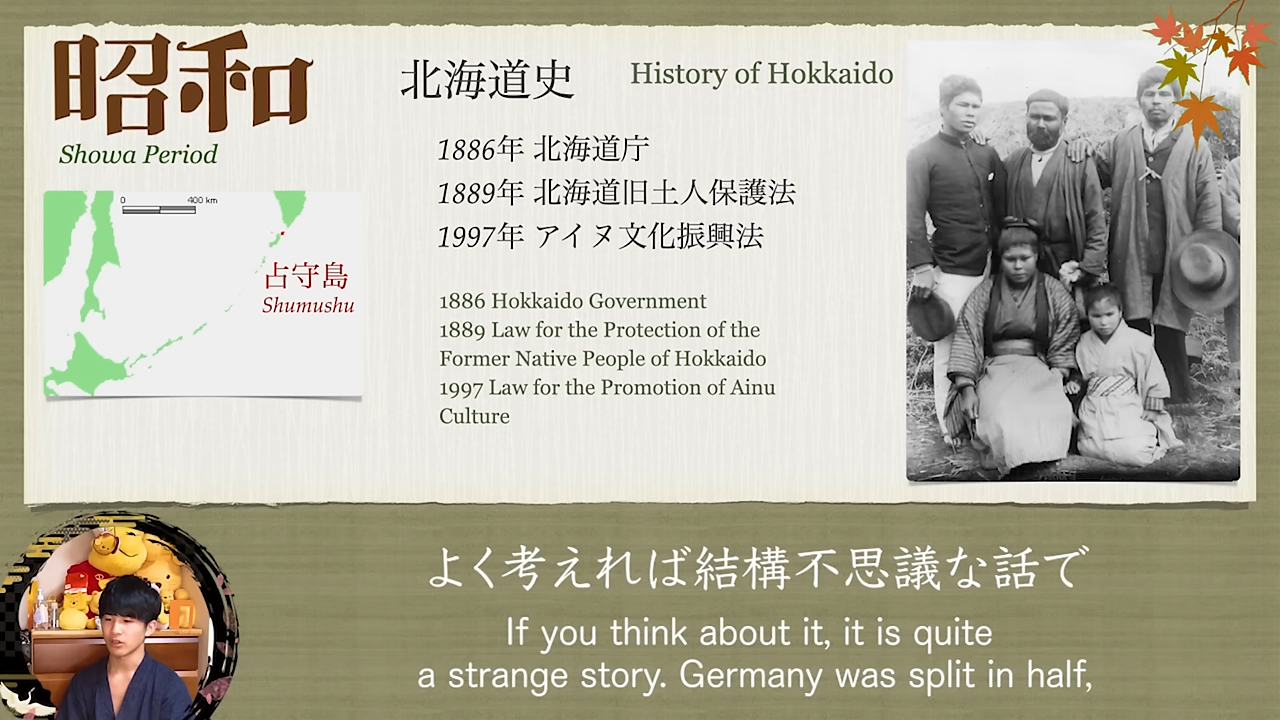 昭和
Showa Period
0 400 km
占守島
Shumushu
北海道史
History of Hokkaido
1886年 北海道庁
1889年 北海道旧土人保護法
1997年 アイヌ文化振興法
1886 Hokkaido Government
1889 Law for the Protection of the
Former Native People of Hokkaido
1997 Law for the Promotion of Ainu
Culture
よく考えれば結構不思議な話で
If you think about it, it is quite
a strange story. Germany was split in half,